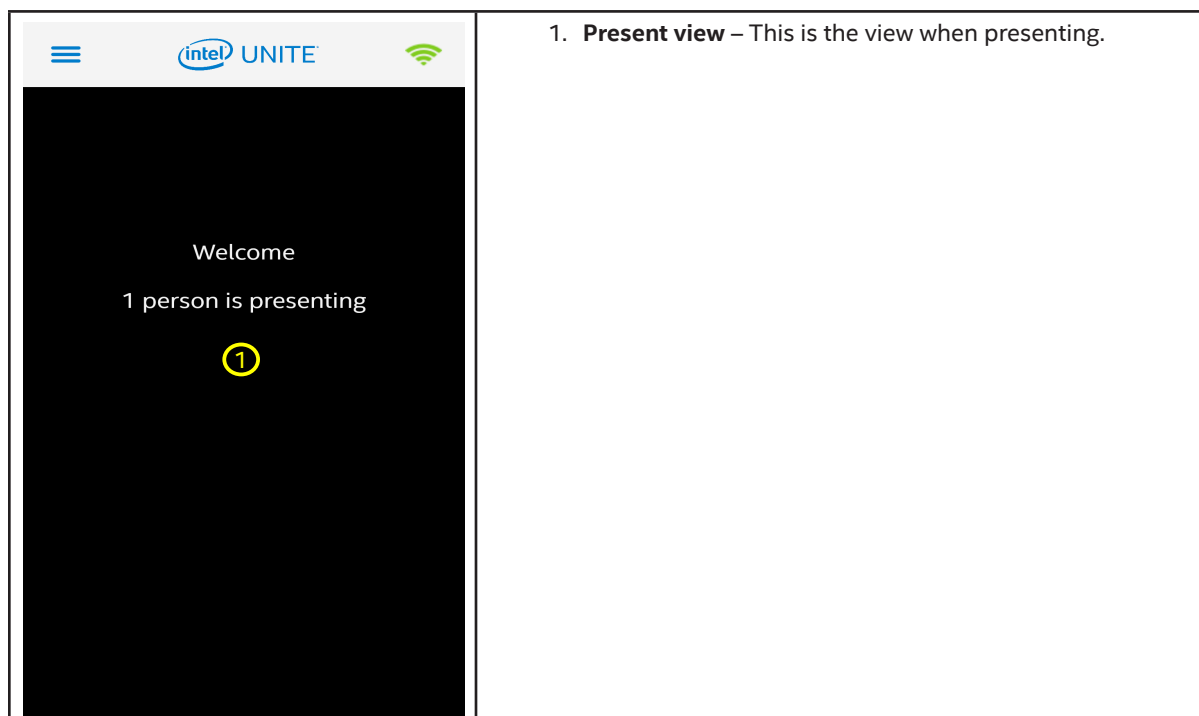 intel UNITE
Welcome
1 person is presenting
1
1. Present view – This is the view when presenting.